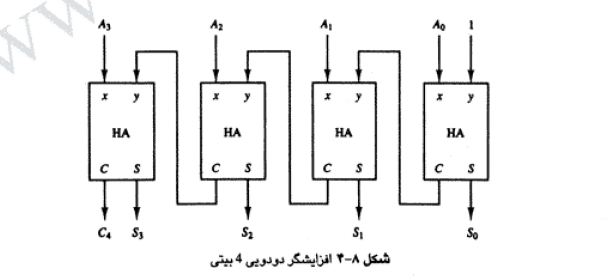 WW
A₃ A₂ A₁ A₀ 1
x y x y x y x y
HA HA HA HA
C S C S C S C S
C₄ S₃ S₂ S₁ S₀
شکل ۸-۴ افزایشگر دودویی 4 بیتی